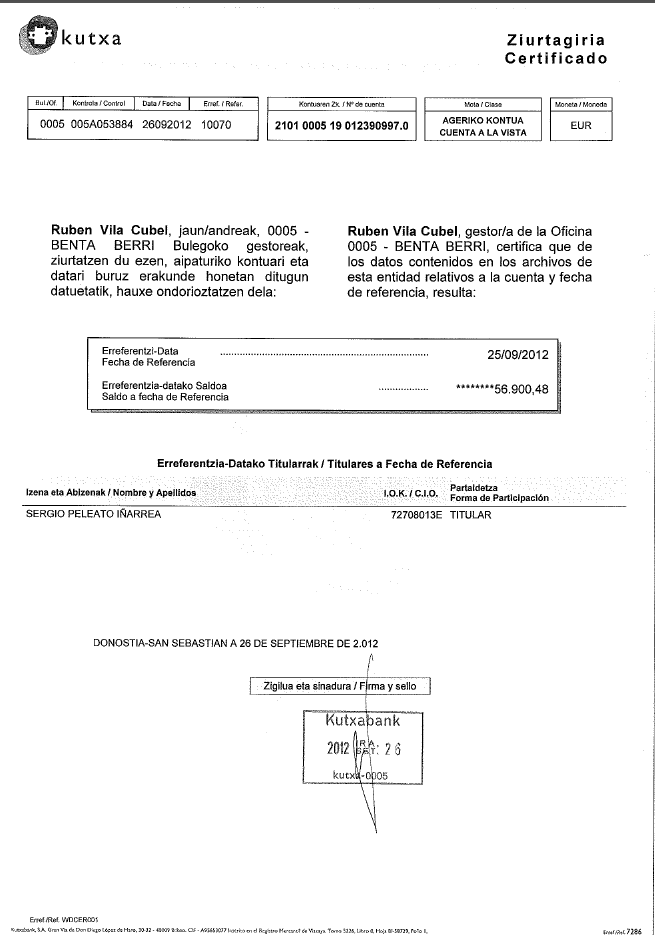 kutxa
Ziurtagiria
Certificado
Bul./Of. Kontrola / Control Data / Fecha Erref. / Refer. Kontuaren Zk. / Nº de cuenta Mota / Clase Moneta / Moneda
0005 005A053884 26092012 10070 2101 0005 19 012390997.0 AGERIKO KONTUA EUR
CUENTA A LA VISTA
Ruben Vila Cubel, jaun/andreak, 0005 -
BENTA BERRI Bulegoko gestoreak,
ziurtatzen du ezen, aipaturiko kontuari eta
datari buruz erakunde honetan ditugun
datuetatik, hauxe ondorioztatzen dela:
Ruben Vila Cubel, gestor/a de la Oficina
0005 - BENTA BERRI, certifica que de
los datos contenidos en los archivos de
esta entidad relativos a la cuenta y fecha
de referencia, resulta:
Erreferentzi-Data 25/09/2012
Fecha de Referencia
Erreferentzia-datako Saldoa ********56.900,48
Saldo a fecha de Referencia
Erreferentzia-Datako Titularrak / Titulares a Fecha de Referencia
Izena eta Abizenak / Nombre y Apellidos I.O.K. / C.I.O. Partaidetza
Forma de Participación
SERGIO PELEATO IÑARREA 72708013E TITULAR
DONOSTIA-SAN SEBASTIAN A 26 DE SEPTIEMBRE DE 2.012
Zigilua eta sinadura / Firma y sello
Kutxabank
2012 IRA. SET. 26
kutxa-0005
Erref./Ref. WDCER001
Kutxabank, S.A. Gran Vía de Don Diego López de Haro, 30-32 - 48009 Bilbao. CIF - A95653077 Inscrita en el Registro Mercantil de Vizcaya. Tomo 5226, Libro 0, Hoja BI-58729, Folio 1,
Erref./Ref. 7286